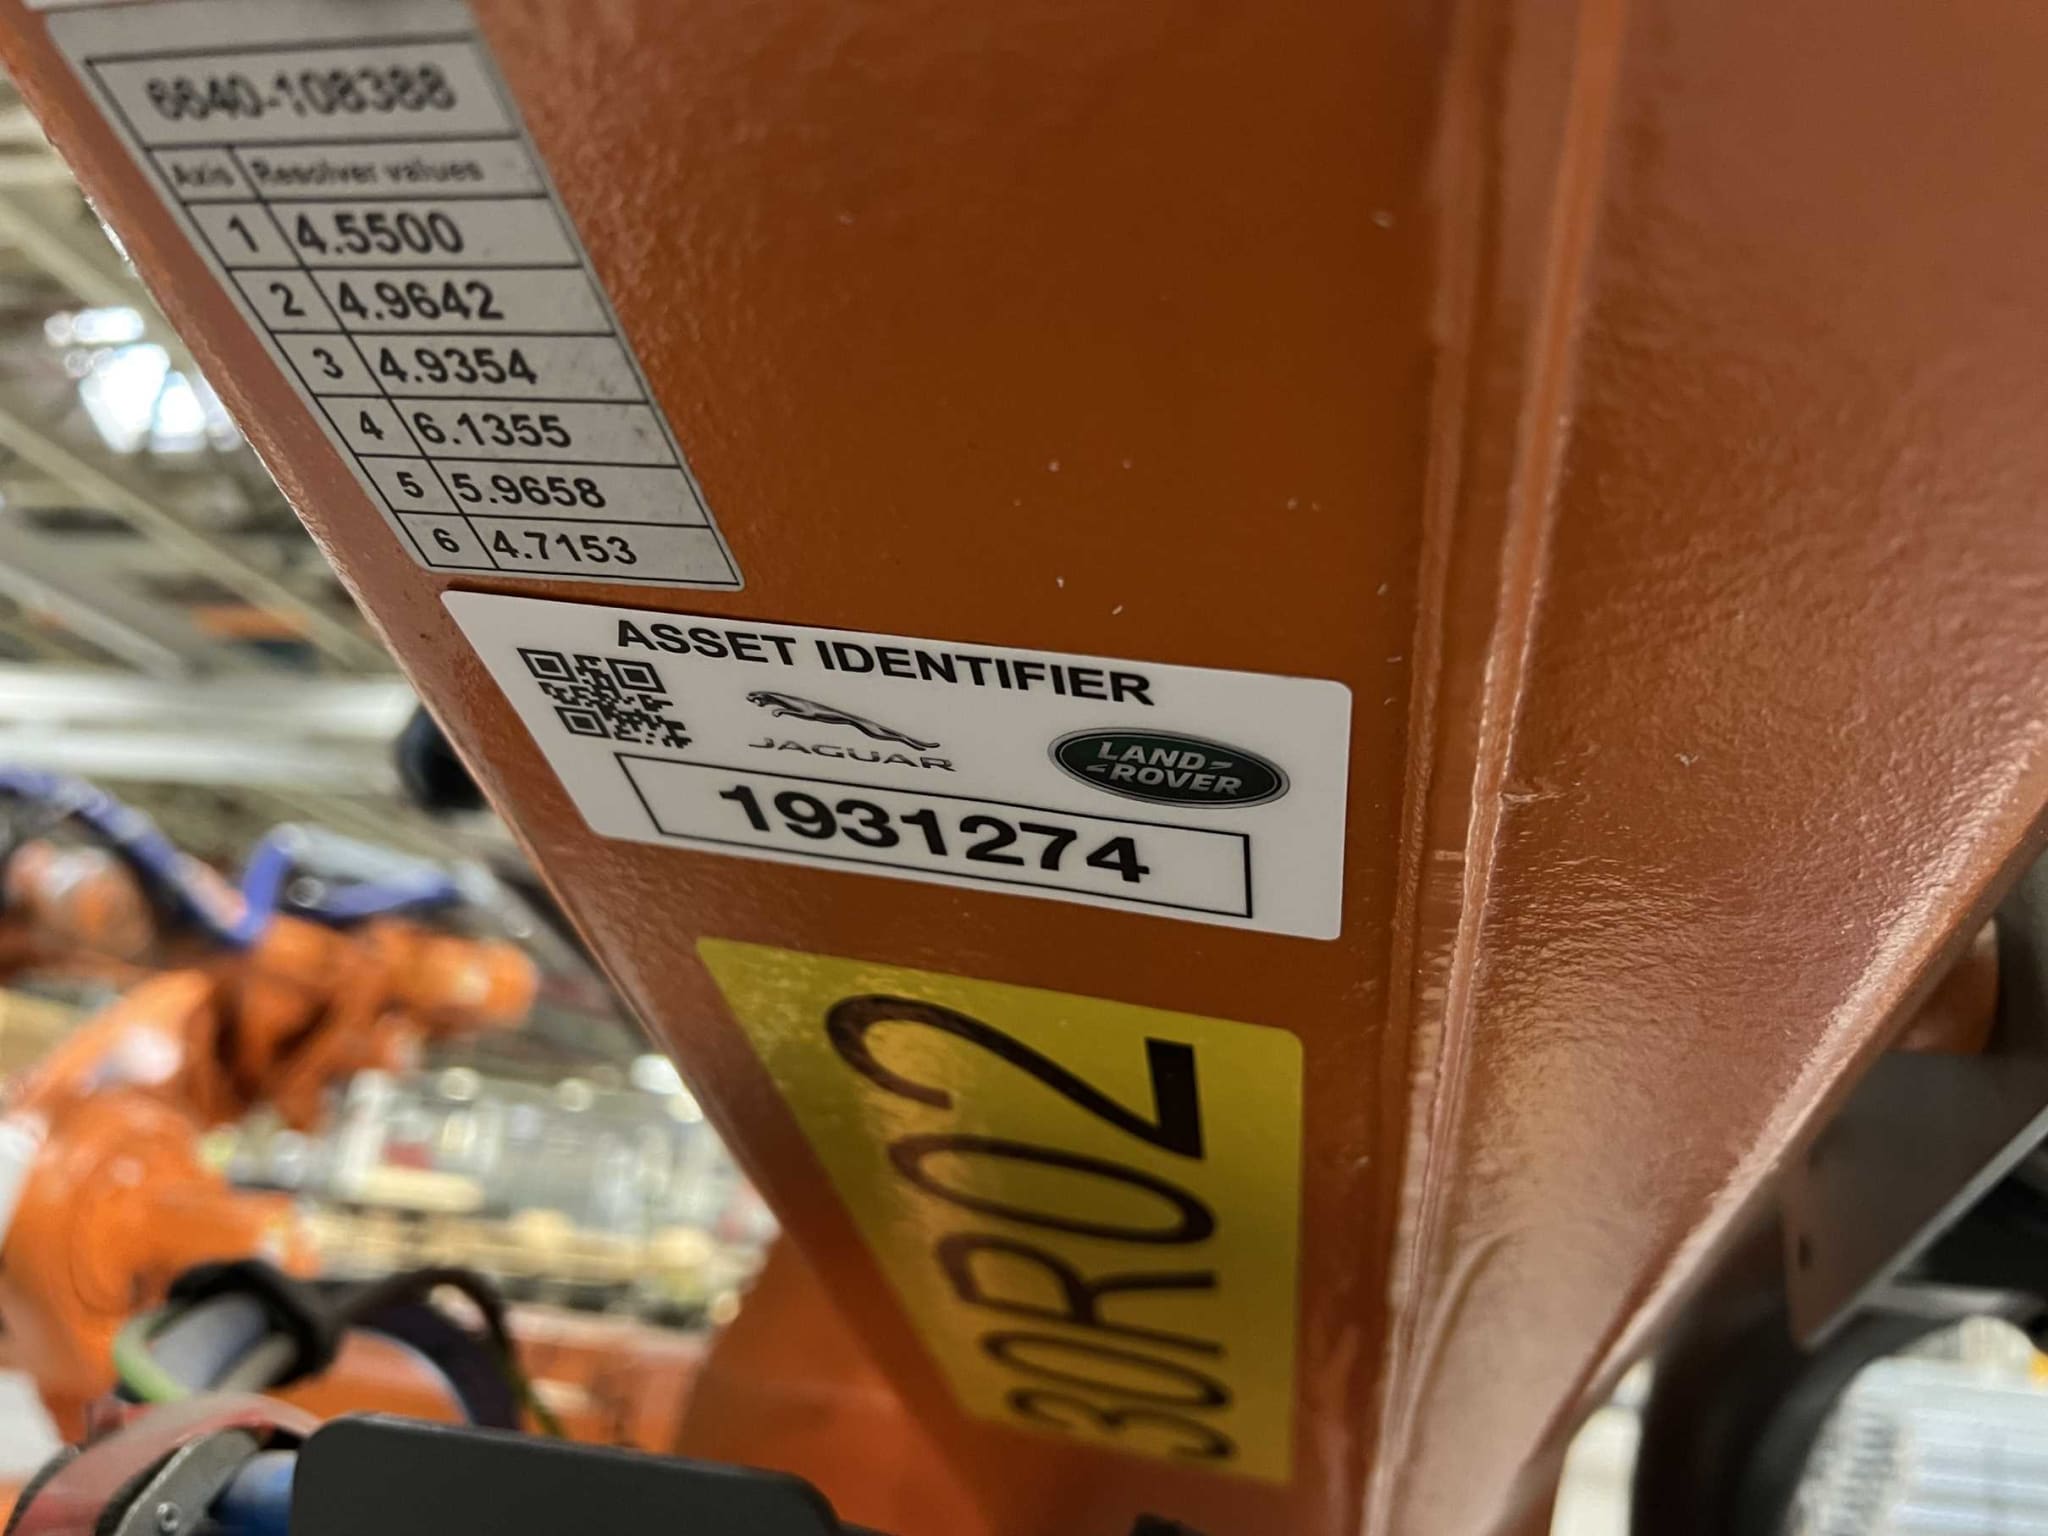 6640-108388
Axis Resolver values
1 4.5500
2 4.9642
3 4.9354
4 6.1355
5 5.9658
6 4.7153
ASSET IDENTIFIER
JAGUAR
LAND
ROVER
1931274
30R02